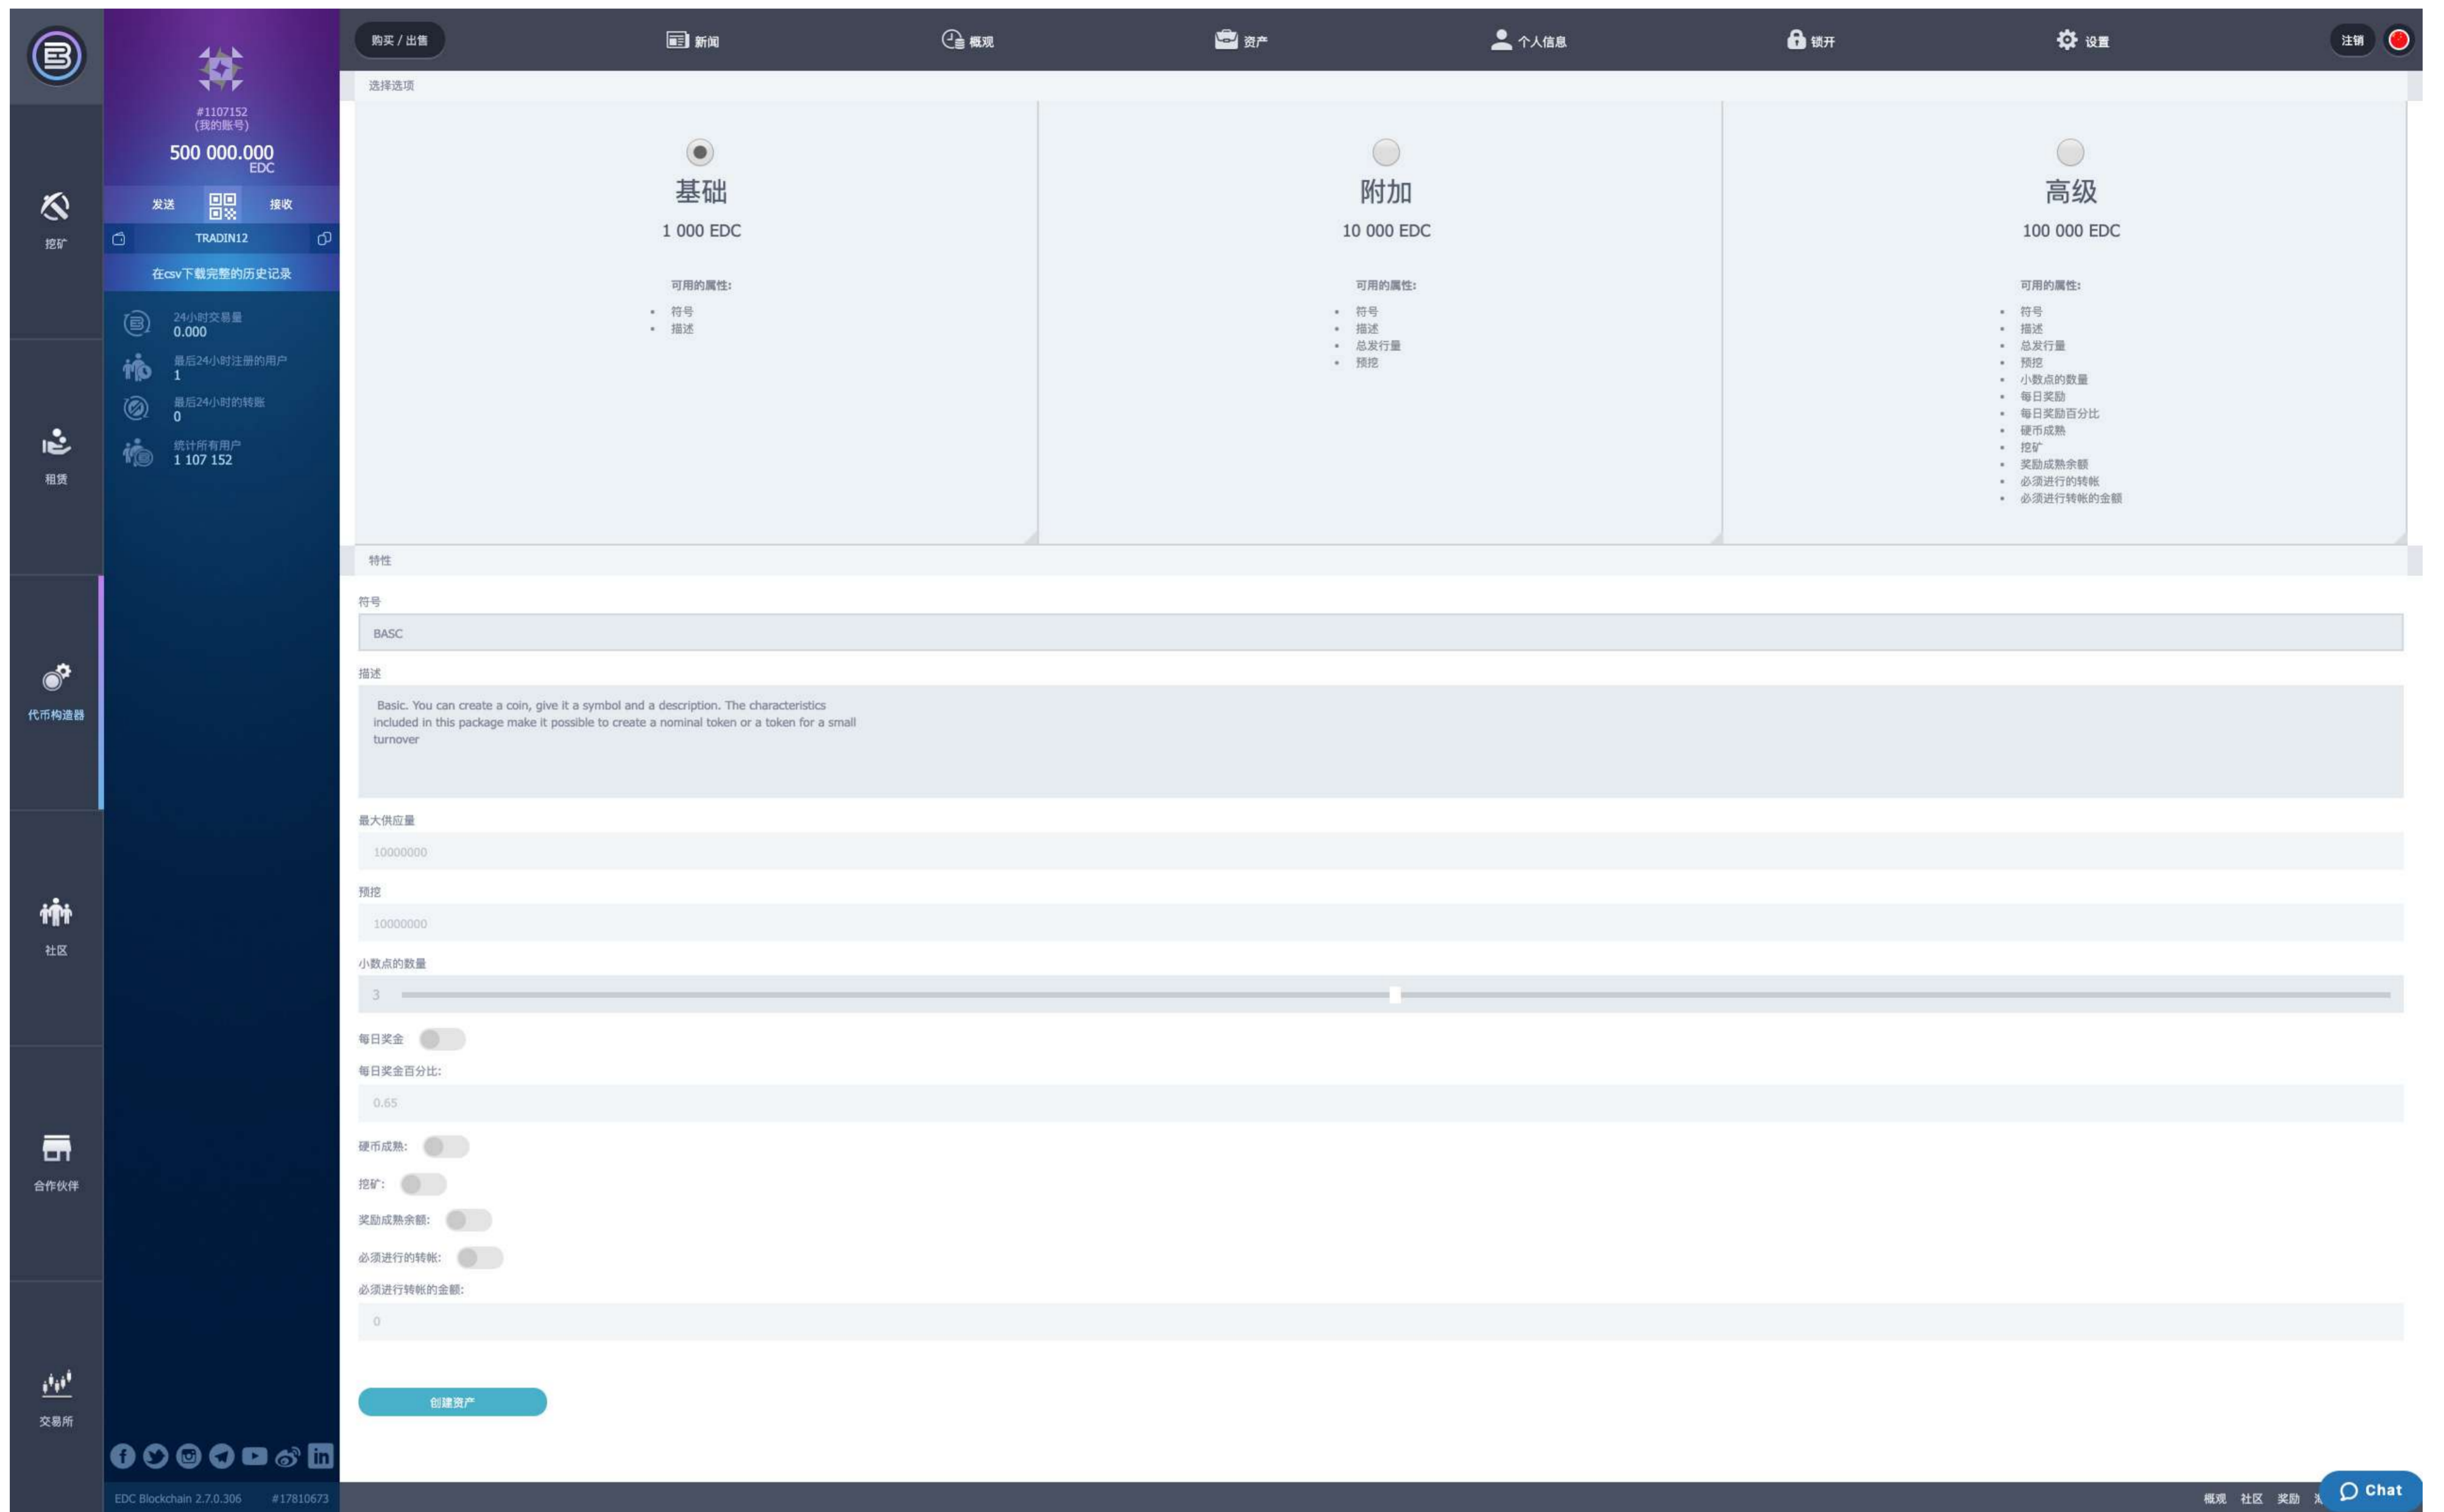 购买 / 出售
新闻
概观
资产
个人信息
锁开
设置
注销
挖矿
租赁
代币构造器
社区
合作伙伴
交易所
#1107152
(我的账号)
500 000.000
EDC
发送
接收
TRADIN12
在csv下载完整的历史记录
24小时交易量
0.000
最后24小时注册的用户
1
最后24小时的转账
0
统计所有用户
1 107 152
EDC Blockchain 2.7.0.306 #17810673
选择选项
基础
1 000 EDC
可用的属性:
符号
描述
附加
10 000 EDC
可用的属性:
符号
描述
总发行量
预挖
高级
100 000 EDC
可用的属性:
符号
描述
总发行量
预挖
小数点的数量
每日奖励
每日奖励百分比
硬币成熟
挖矿
奖励成熟余额
必须进行的转帐
必须进行转帐的金额
特性
符号
BASC
描述
Basic. You can create a coin, give it a symbol and a description. The characteristics
included in this package make it possible to create a nominal token or a token for a small
turnover
最大供应量
10000000
预挖
10000000
小数点的数量
3
每日奖金
每日奖金百分比:
0.65
硬币成熟:
挖矿:
奖励成熟余额:
必须进行的转帐:
必须进行转帐的金额:
0
创建资产
概观 社区 奖励
Chat